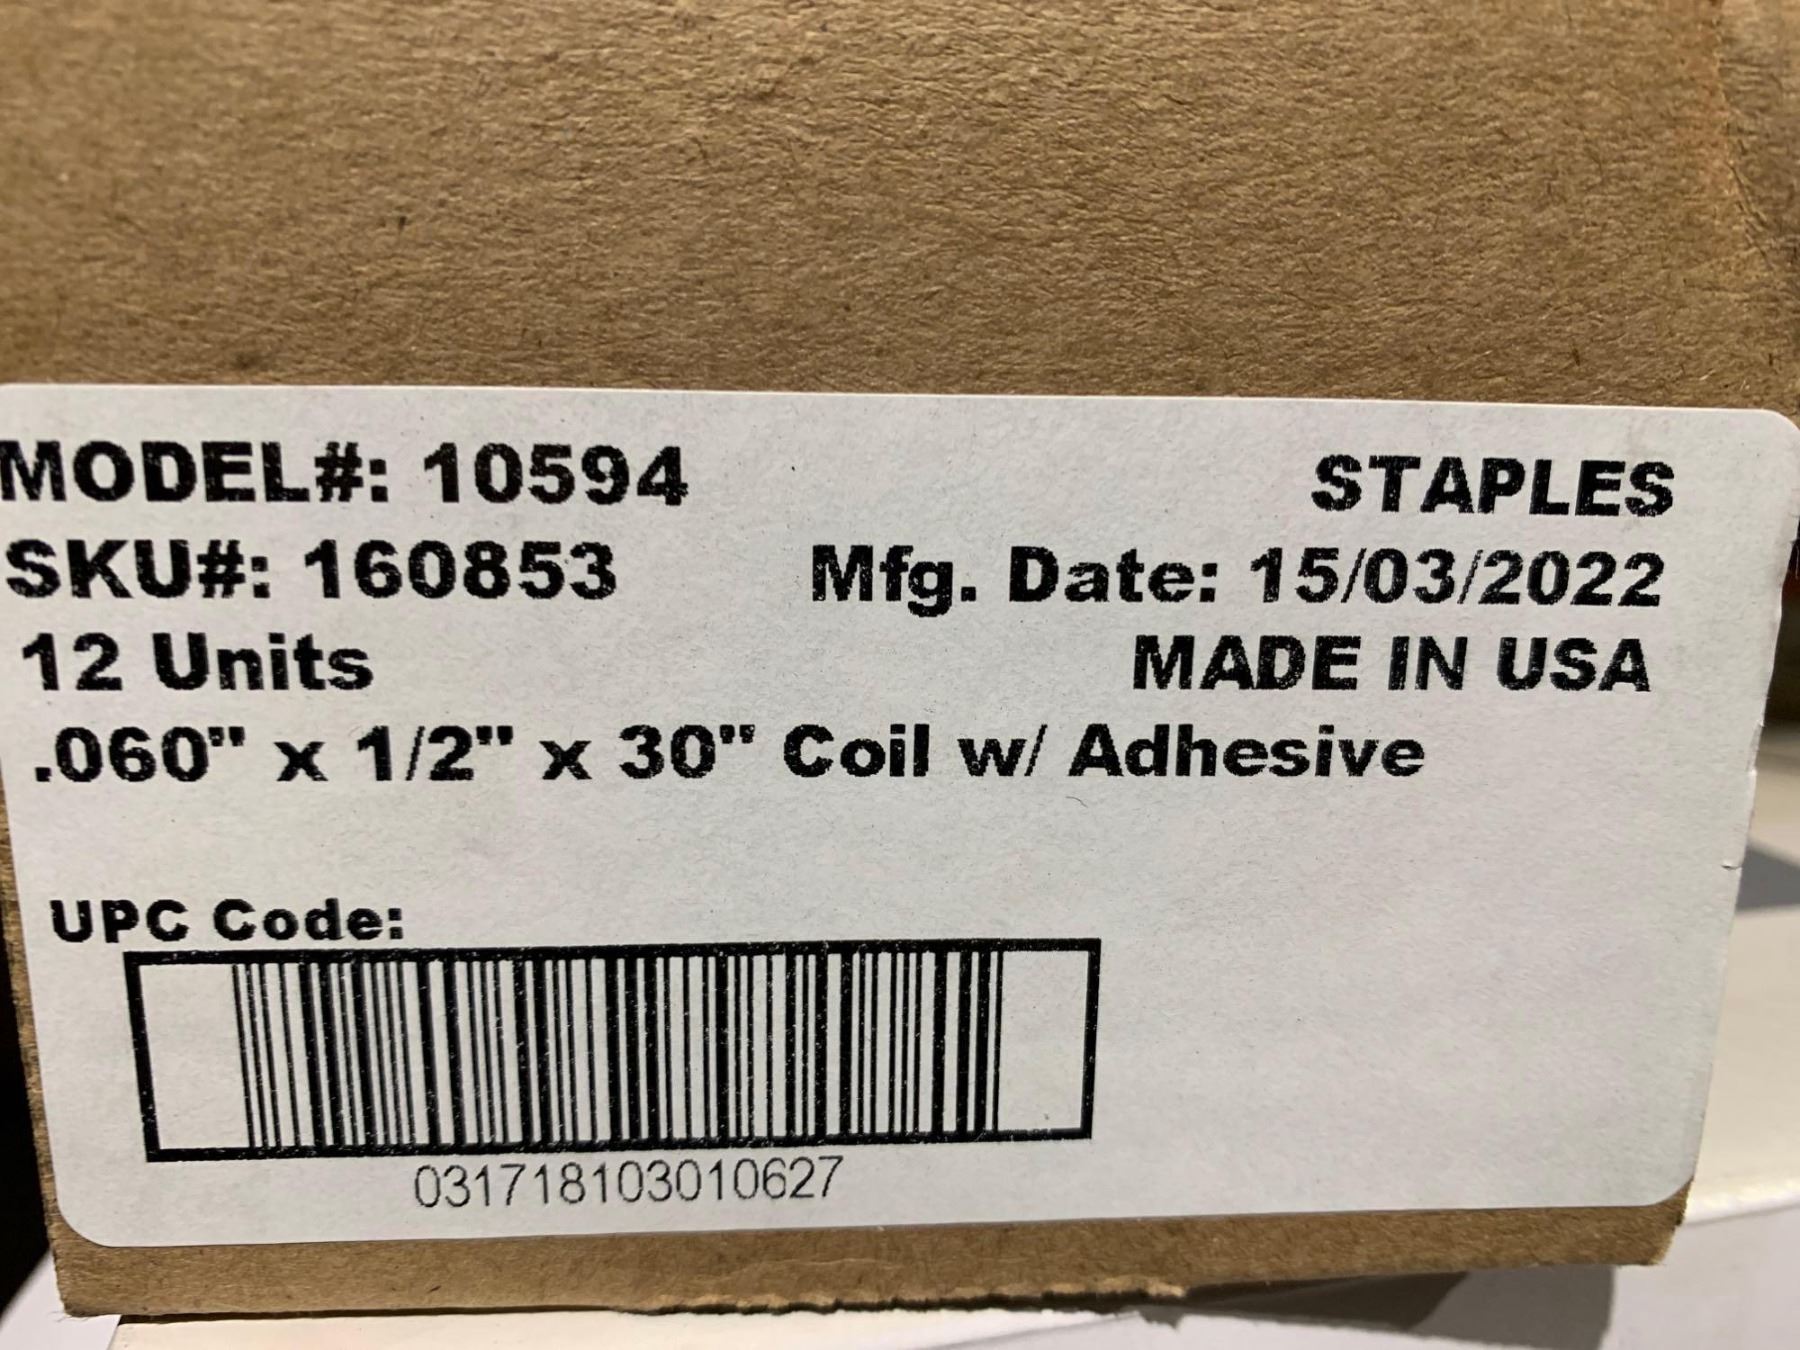 MODEL#: 10594
STAPLES
SKU#: 160853
Mfg. Date: 15/03/2022
12 Units
MADE IN USA
.060" x 1/2" x 30" Coil w/ Adhesive
UPC Code:
031718103010627